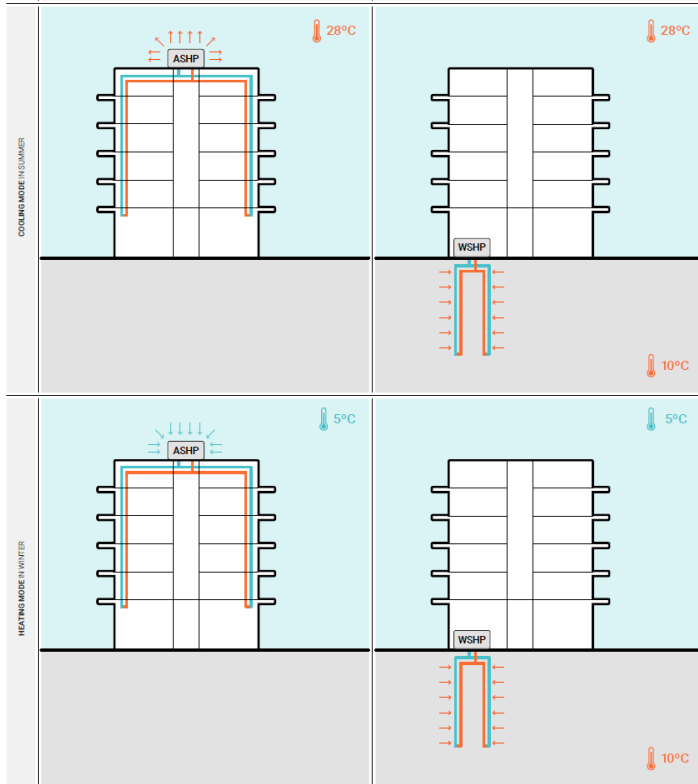 COOLING MODE IN SUMMER
ASHP
28ºC
WSHP
28ºC
10ºC
HEATING MODE IN WINTER
ASHP
5ºC
WSHP
5ºC
10ºC